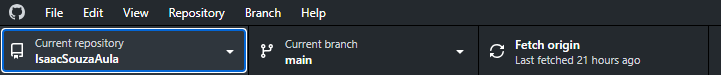 File Edit View Repository Branch Help
Current repository
IsaacSouzaAula
Current branch
main
Fetch origin
Last fetched 21 hours ago